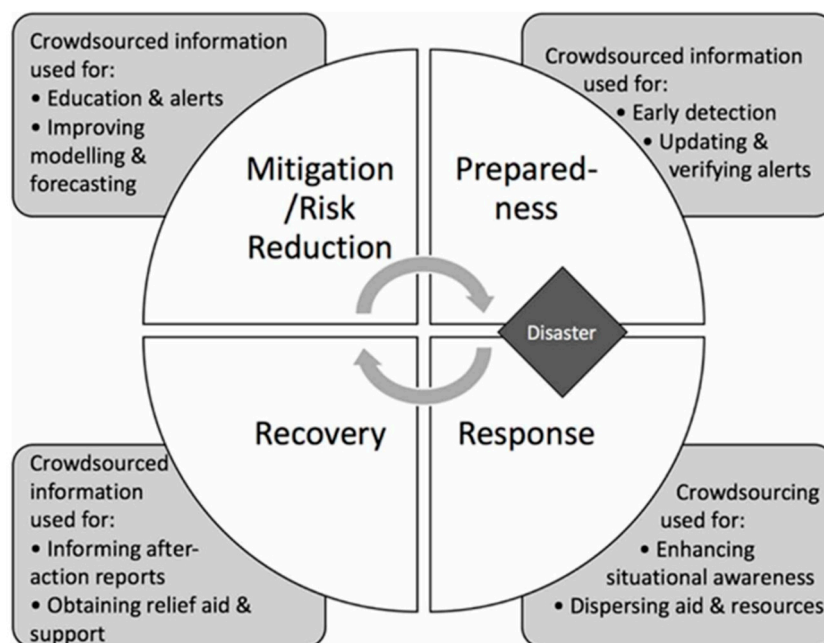 Crowdsourced information
used for:
• Education & alerts
• Improving
modelling &
forecasting
Crowdsourced information
used for:
• Early detection
• Updating &
verifying alerts
Mitigation
/Risk
Reduction
Prepared-
ness
Disaster
Recovery
Response
Crowdsourced
information
used for:
• Informing after-
action reports
• Obtaining relief aid &
support
Crowdsourcing
used for:
• Enhancing
situational awareness
• Dispersing aid & resources